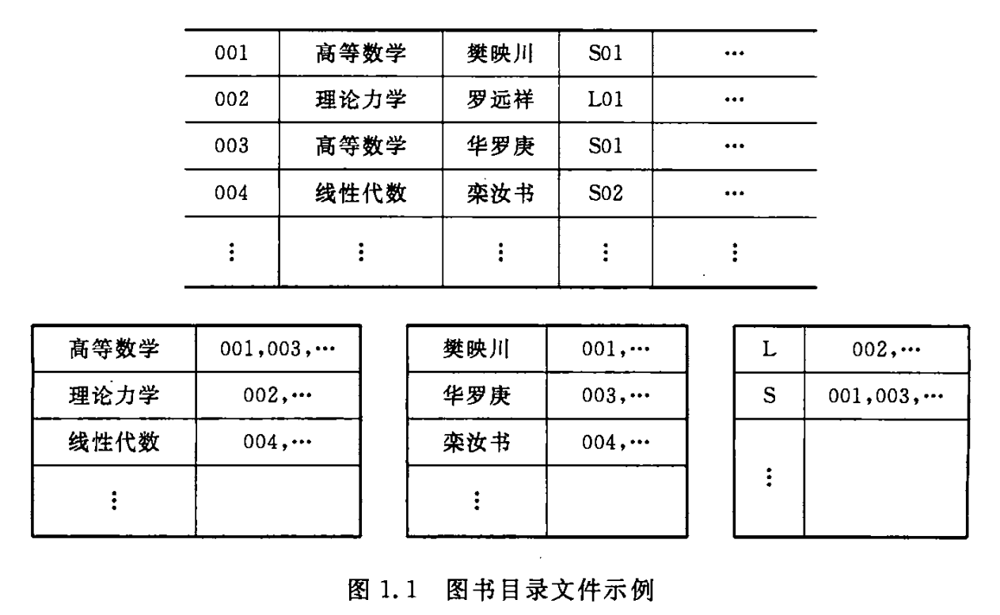 001 高等数学 樊映川 S01 …
002 理论力学 罗远祥 L01 …
003 高等数学 华罗庚 S01 …
004 线性代数 栾汝书 S02 …
⋮ ⋮ ⋮ ⋮ ⋮
高等数学 001,003,…
理论力学 002,…
线性代数 004,…
⋮
樊映川 001,…
华罗庚 003,…
栾汝书 004,…
⋮
L 002,…
S 001,003,…
⋮
图 1.1 图书目录文件示例